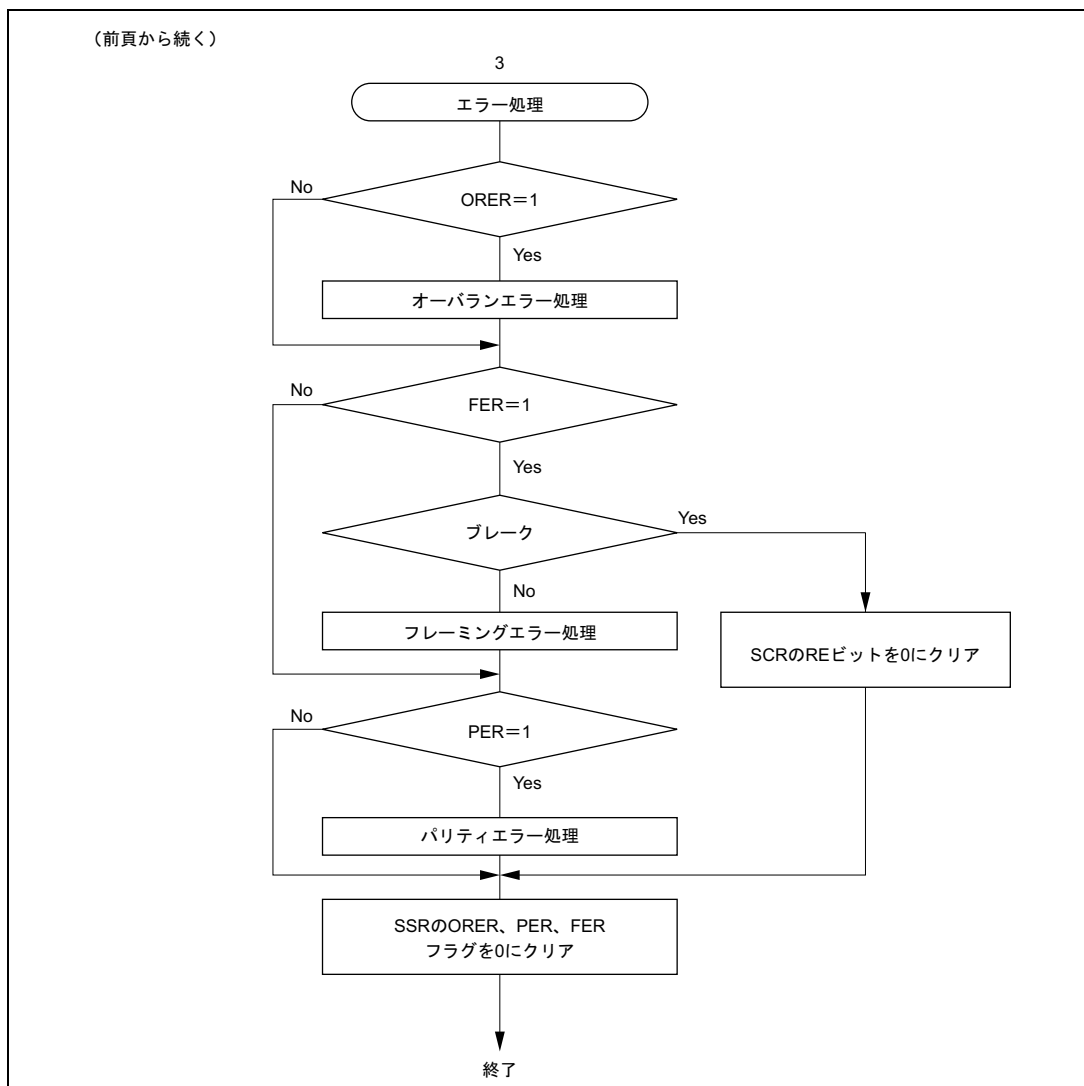 （前頁から続く）
3
エラー処理
No
ORER＝1
Yes
オーバランエラー処理
No
FER＝1
Yes
ブレーク
Yes
No
フレーミングエラー処理
SCRのREビットを0にクリア
No
PER＝1
Yes
パリティエラー処理
SSRのORER、PER、FER
フラグを0にクリア
終了